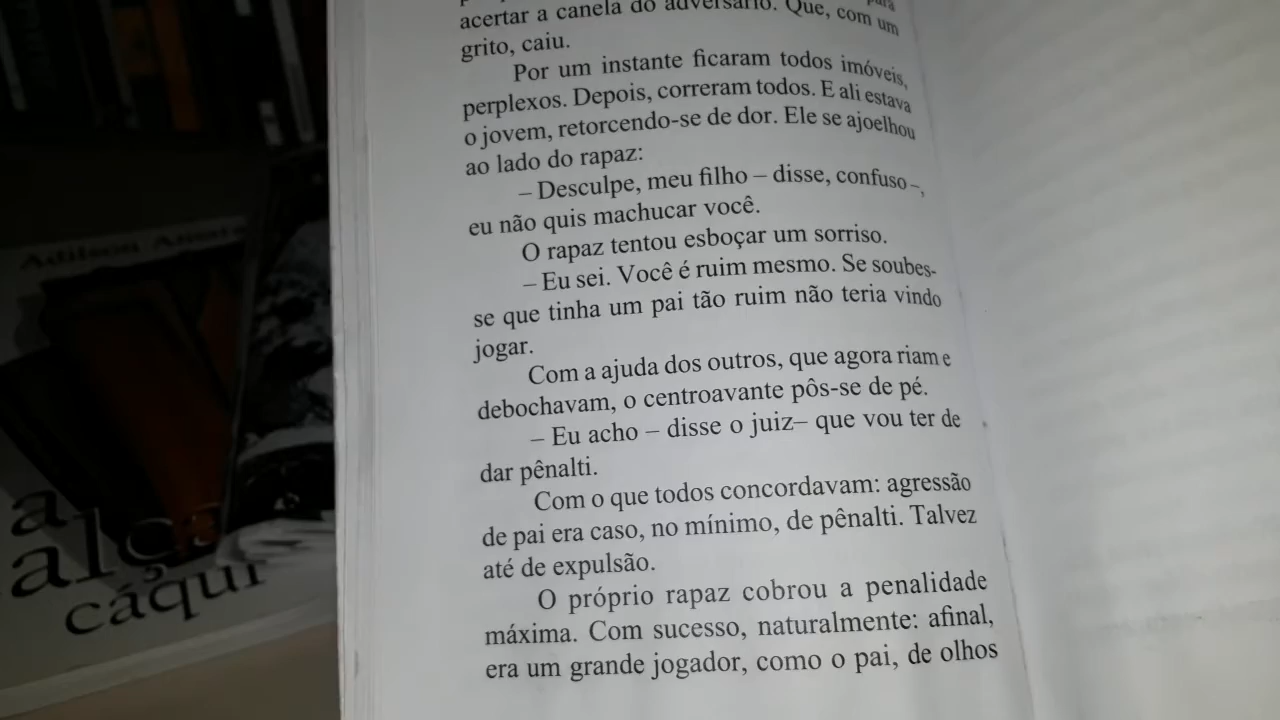 acertar a canela do adversário. Que, com um
grito, caiu.
Por um instante ficaram todos imóveis,
perplexos. Depois, correram todos. E ali estava
o jovem, retorcendo-se de dor. Ele se ajoelhou
ao lado do rapaz:
– Desculpe, meu filho – disse, confuso –,
eu não quis machucar você.
O rapaz tentou esboçar um sorriso.
– Eu sei. Você é ruim mesmo. Se soubes-
se que tinha um pai tão ruim não teria vindo
jogar.
Com a ajuda dos outros, que agora riam e
debochavam, o centroavante pôs-se de pé.
– Eu acho – disse o juiz– que vou ter de
dar pênalti.
Com o que todos concordavam: agressão
de pai era caso, no mínimo, de pênalti. Talvez
até de expulsão.
O próprio rapaz cobrou a penalidade
máxima. Com sucesso, naturalmente: afinal,
era um grande jogador, como o pai, de olhos
a
cáqui